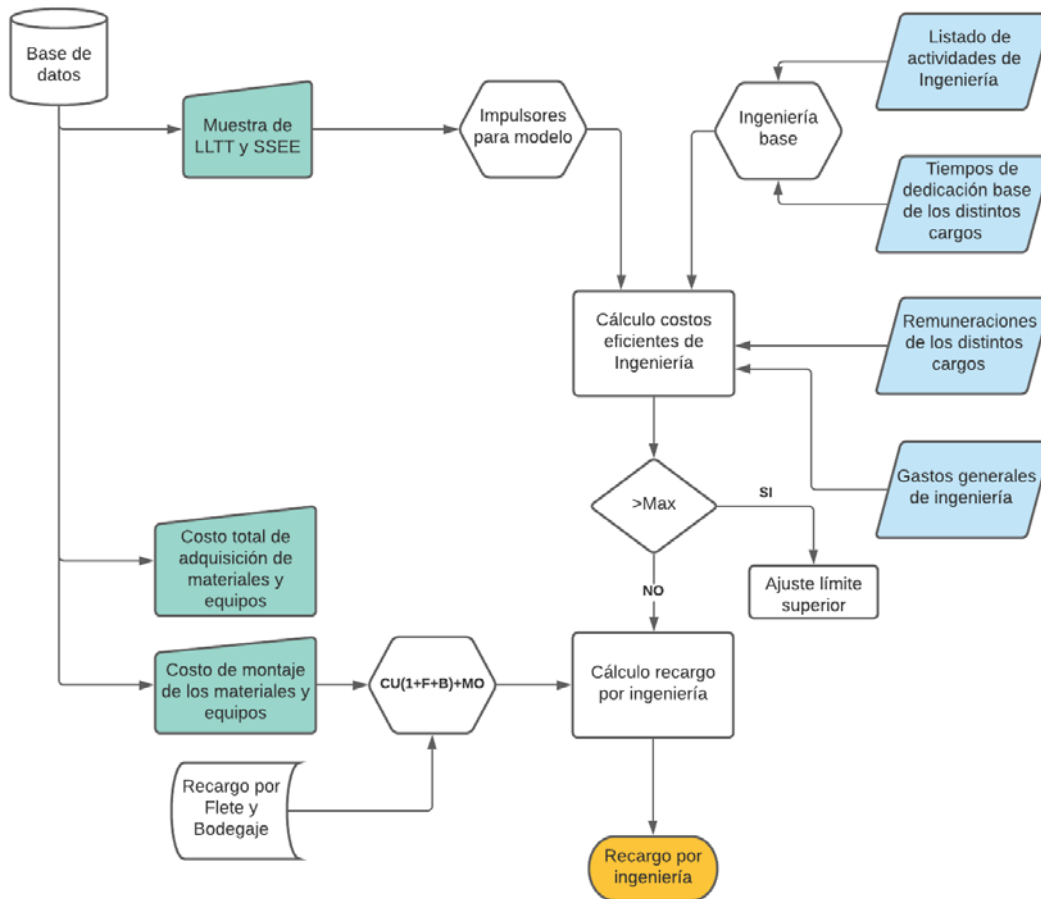 Base de
datos
Muestra de
LLTT y SSEE
Impulsores
para modelo
Ingeniería
base
Listado de
actividades de
Ingeniería
Tiempos de
dedicación base
de los distintos
cargos
Cálculo costos
eficientes de
Ingeniería
Remuneraciones
de los distintos
cargos
Gastos generales
de ingeniería
>Max
SI
NO
Ajuste límite
superior
Costo total de
adquisición de
materiales y
equipos
Costo de montaje
de los materiales y
equipos
CU(1+F+B)+MO
Cálculo recargo
por ingeniería
Recargo por
Flete y
Bodegaje
Recargo por
ingeniería